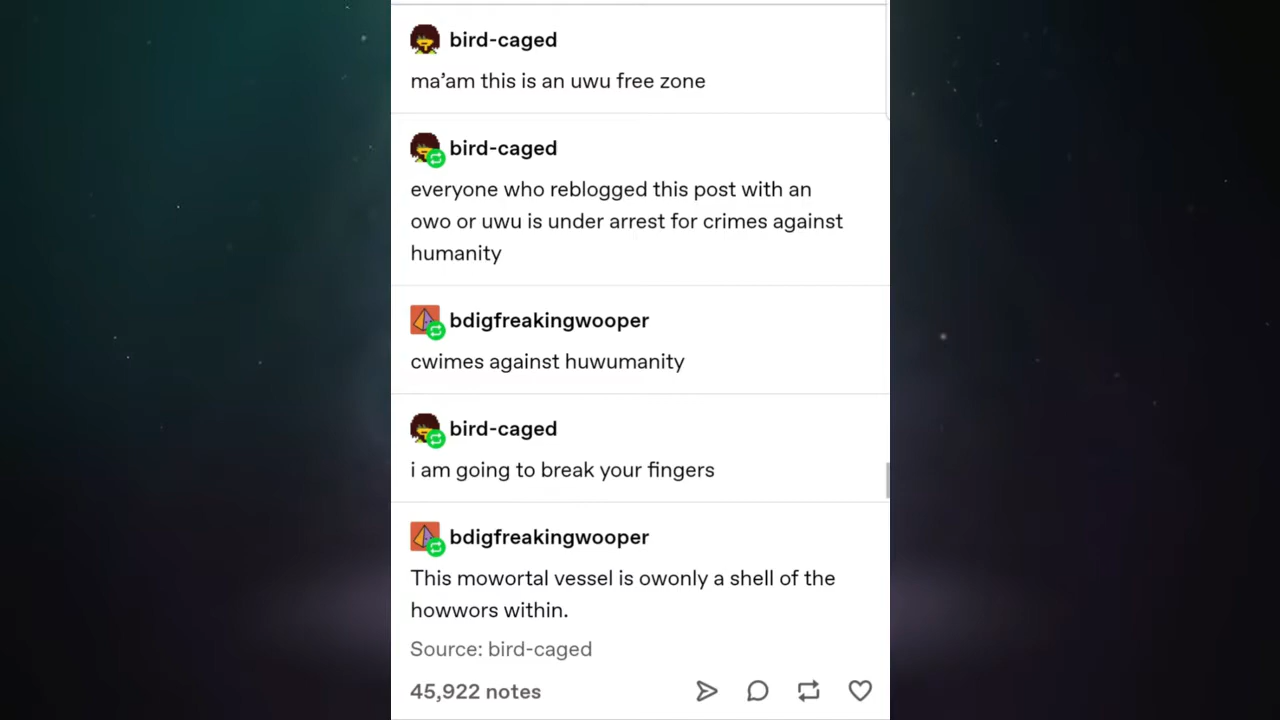 bird-caged
ma’am this is an uwu free zone
bird-caged
everyone who reblogged this post with an
owo or uwu is under arrest for crimes against
humanity
bdigfreakingwooper
cwimes against huwumanity
bird-caged
i am going to break your fingers
bdigfreakingwooper
This mowortal vessel is owonly a shell of the
howwors within.
Source: bird-caged
45,922 notes